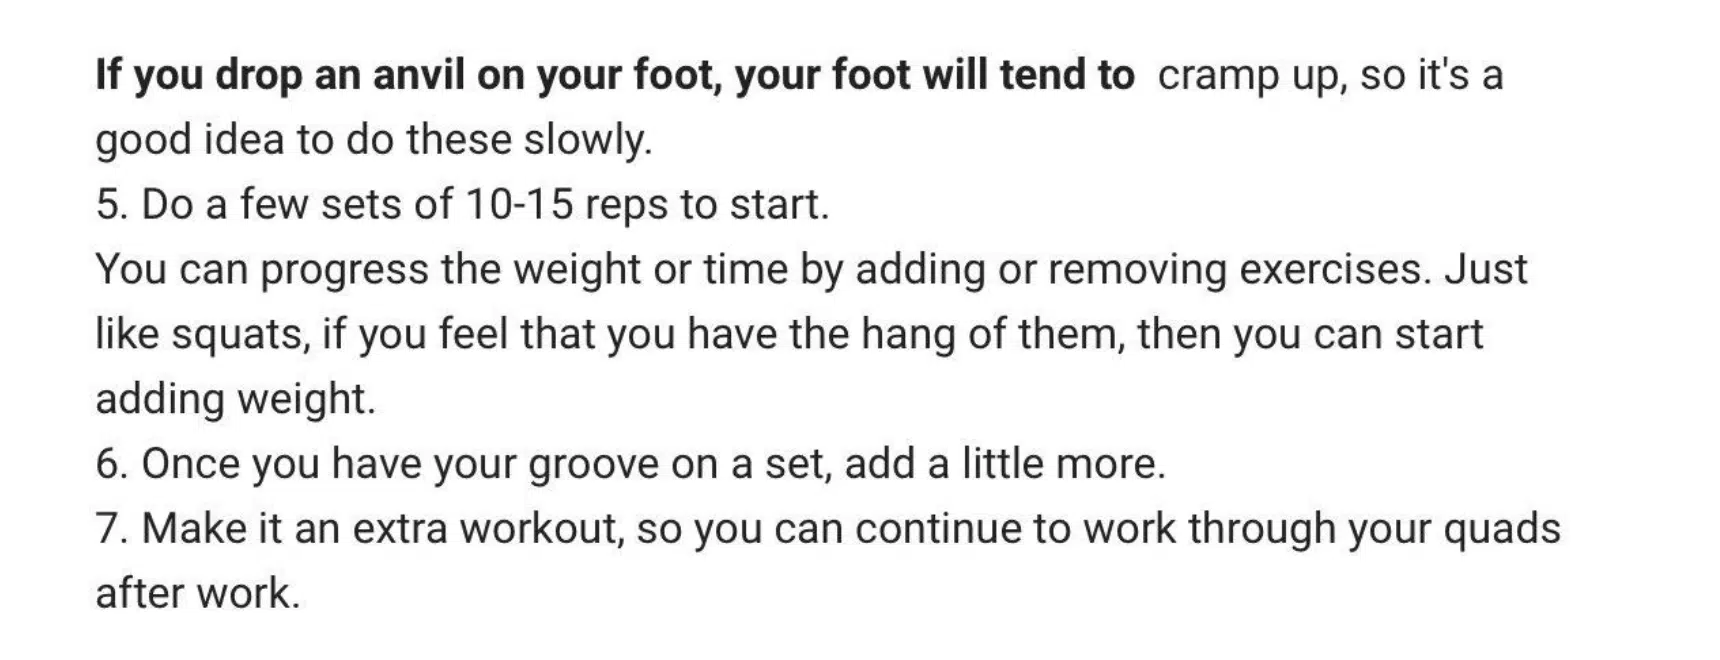 If you drop an anvil on your foot, your foot will tend to cramp up, so it's a
good idea to do these slowly.
5. Do a few sets of 10-15 reps to start.
You can progress the weight or time by adding or removing exercises. Just
like squats, if you feel that you have the hang of them, then you can start
adding weight.
6. Once you have your groove on a set, add a little more.
7. Make it an extra workout, so you can continue to work through your quads
after work.